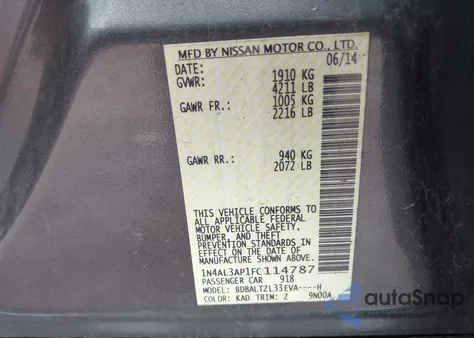 MFD BY NISSAN MOTOR CO., LTD.
DATE: 06/14
GVWR: 1910 KG
4211 LB
GAWR FR.: 1005 KG
2216 LB
GAWR RR.: 940 KG
2072 LB
THIS VEHICLE CONFORMS TO
ALL APPLICABLE FEDERAL
MOTOR VEHICLE SAFETY,
BUMPER, AND THEFT
PREVENTION STANDARDS IN
EFFECT ON THE DATE OF
MANUFACTURE SHOWN ABOVE.
1N4AL3AP1FC114787
PASSENGER CAR 918
MODEL: BDBALTZL33EVA----H
COLOR: KAD TRIM: Z 9N00A
autoSnap